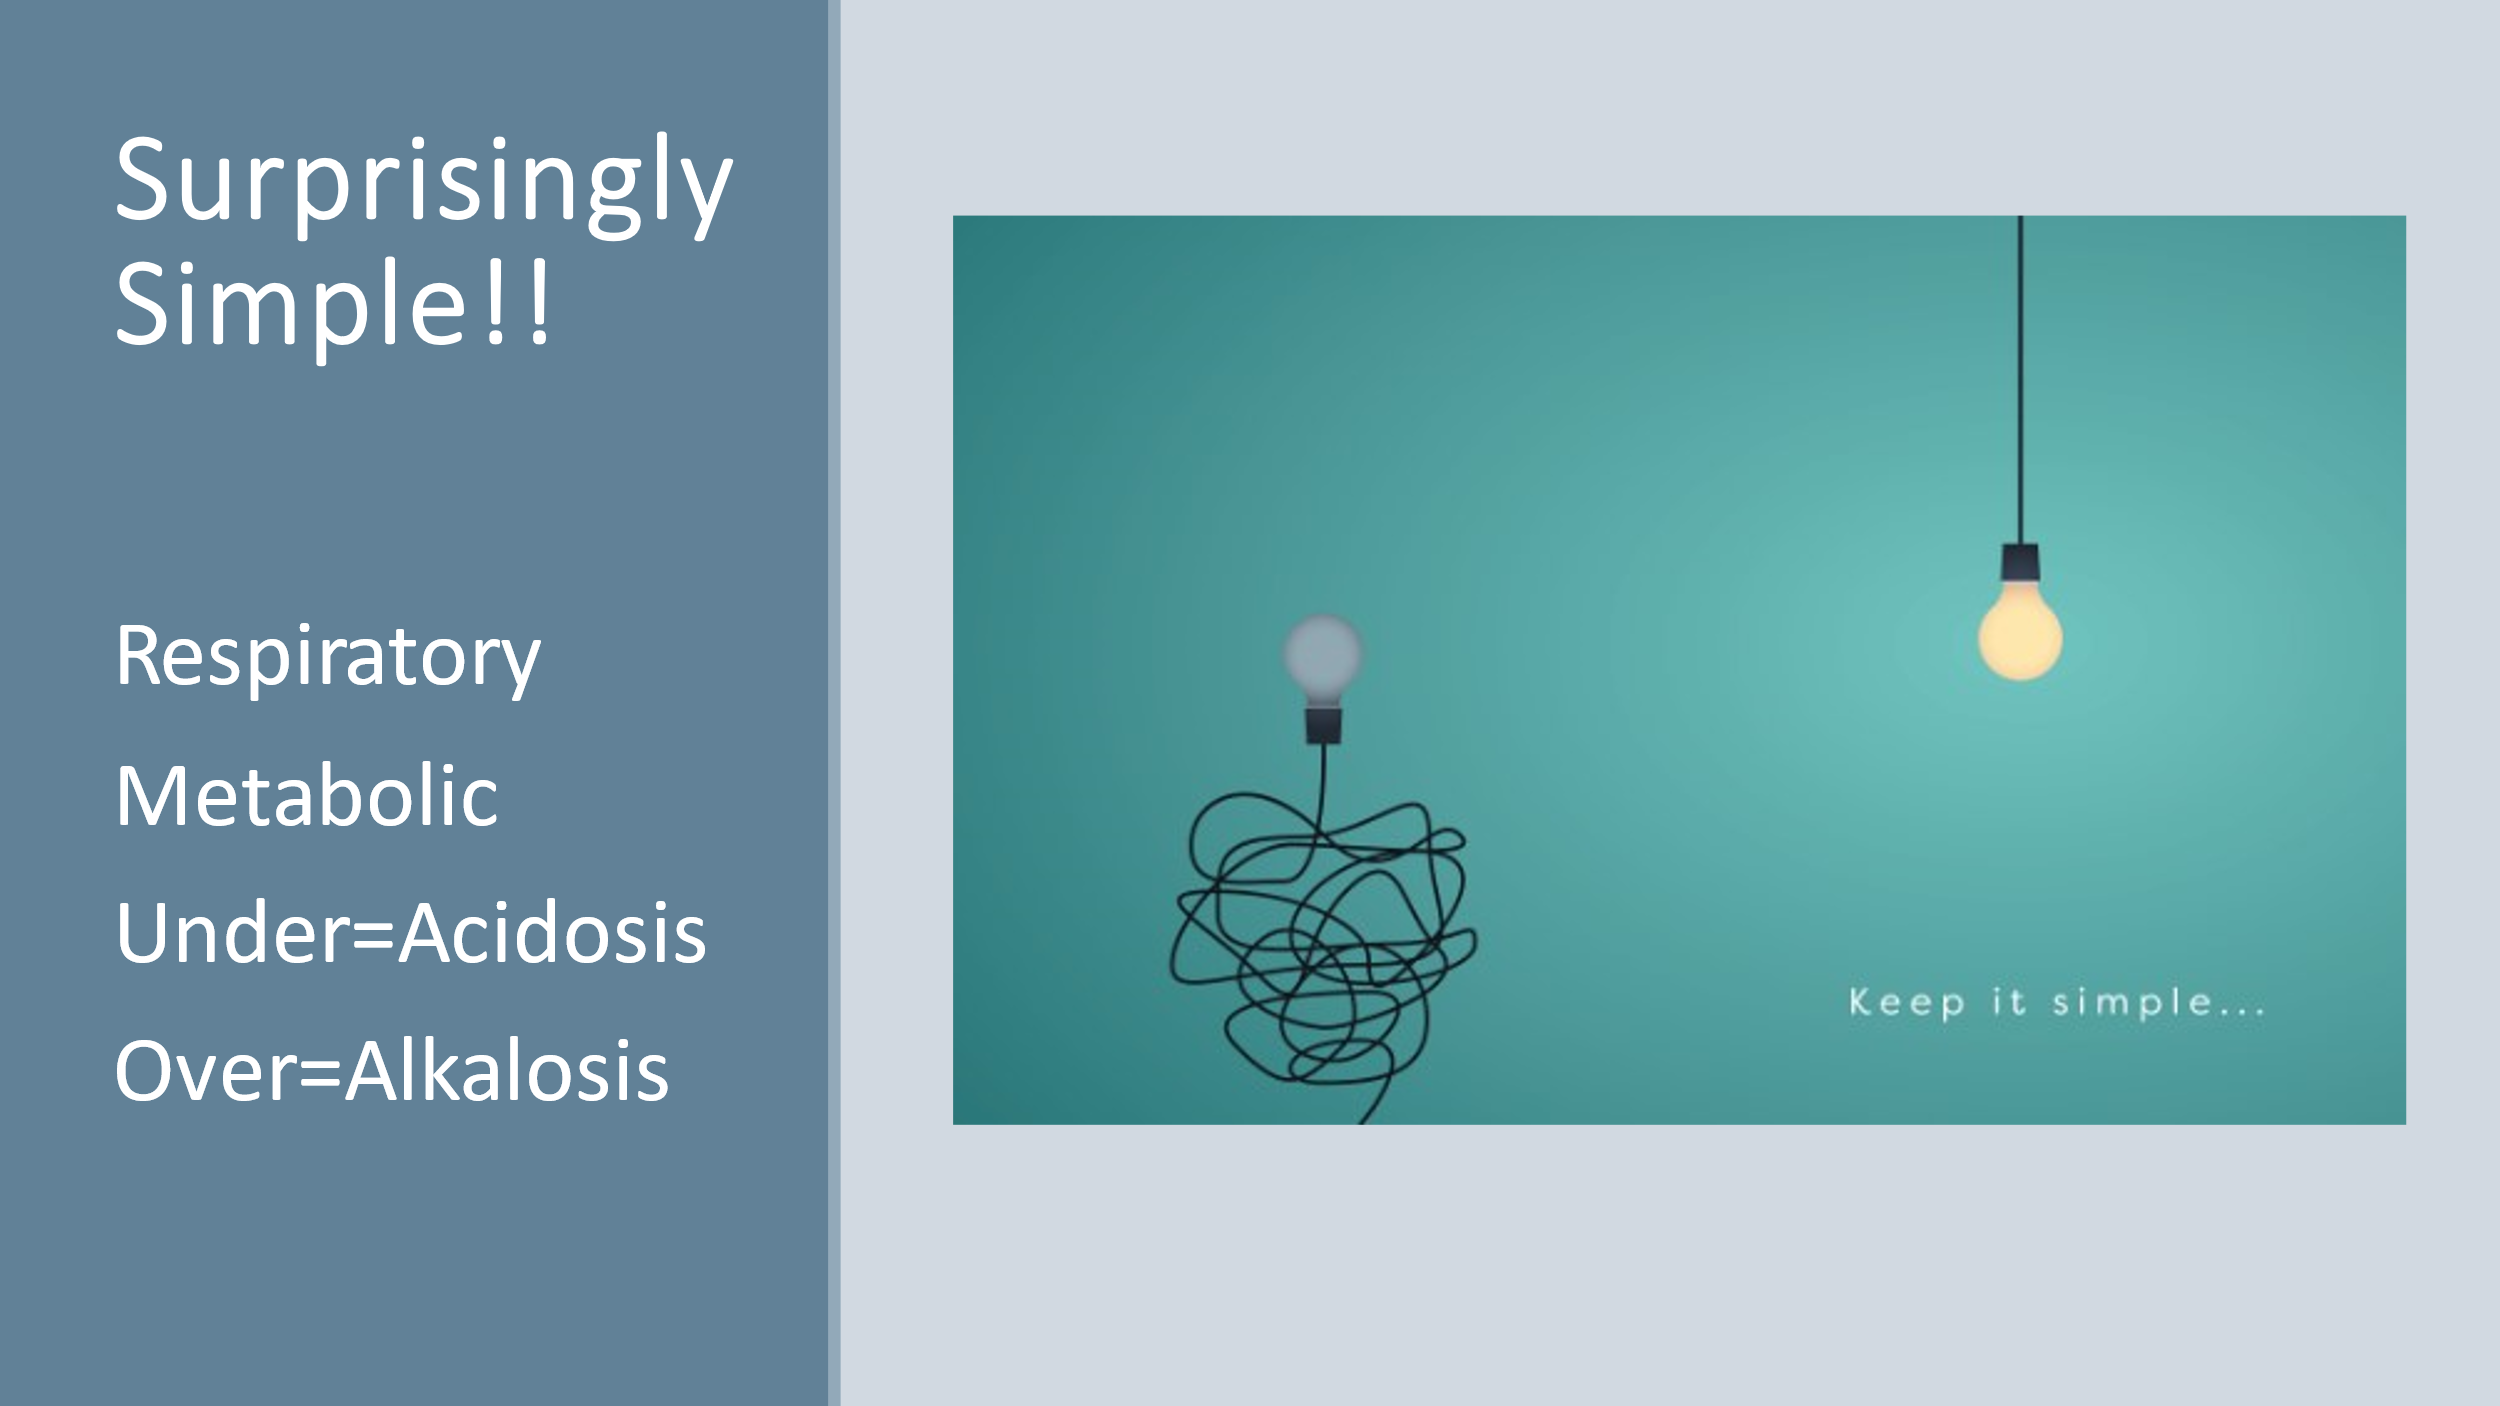 Surprisingly
Simple!!
Respiratory
Metabolic
Under=Acidosis
Over=Alkalosis
Keep it simple...